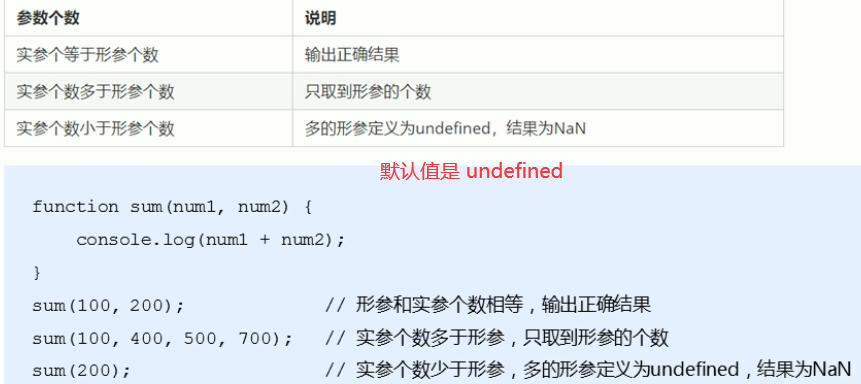 参数个数 说明
实参个等于形参个数 输出正确结果
实参个数多于形参个数 只取到形参的个数
实参个数小于形参个数 多的形参定义为undefined，结果为NaN
默认值是 undefined
function sum(num1, num2) {
    console.log(num1 + num2);
}
sum(100, 200); // 形参和实参个数相等，输出正确结果
sum(100, 400, 500, 700); // 实参个数多于形参，只取到形参的个数
sum(200); // 实参个数少于形参，多的形参定义为undefined，结果为NaN